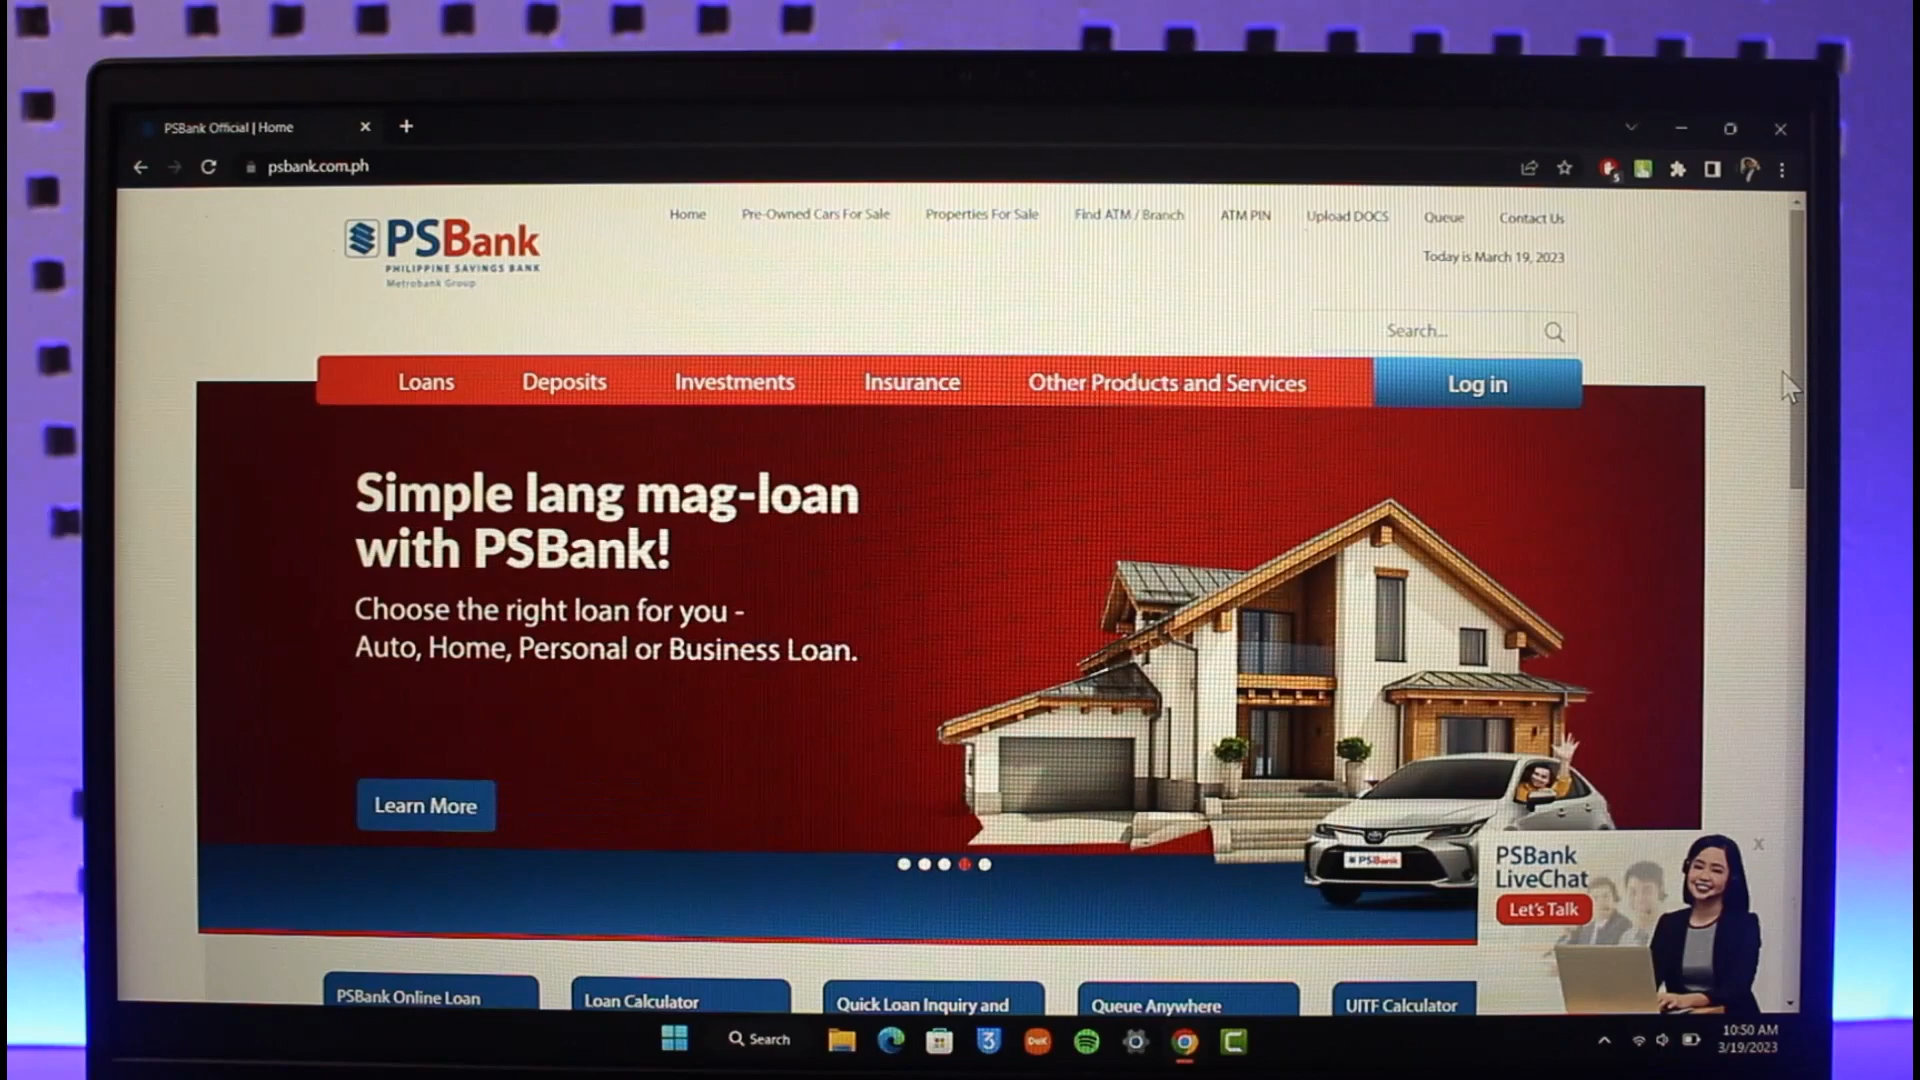 PSBank Official | Home
psbank.com.ph
5
Home
Pre-Owned Cars For Sale
Properties For Sale
Find ATM / Branch
ATM PIN
Upload DOCS
Queue
Contact Us
PSBank
PHILIPPINE SAVINGS BANK
Metrobank Group
Today is March 19, 2023
Search...
Loans
Deposits
Investments
Insurance
Other Products and Services
Log in
Simple lang mag-loan
with PSBank!
Choose the right loan for you -
Auto, Home, Personal or Business Loan.
Learn More
PSBank
PSBank
LiveChat
Let's Talk
X
PSBank Online Loan
Loan Calculator
Quick Loan Inquiry and
Queue Anywhere
UITF Calculator
Search
3
10:50 AM
3/19/2023